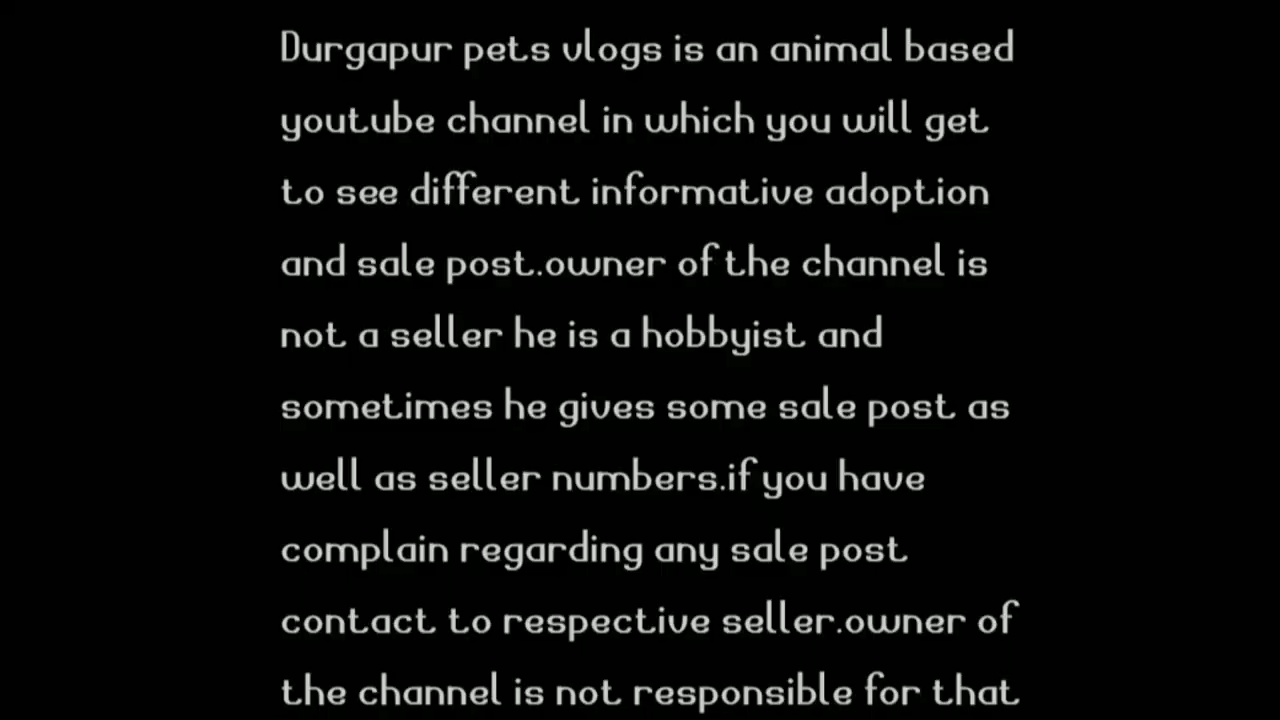 Durgapur pets vlogs is an animal based
youtube channel in which you will get
to see different informative adoption
and sale post.owner of the channel is
not a seller he is a hobbyist and
sometimes he gives some sale post as
well as seller numbers.if you have
complain regarding any sale post
contact to respective seller.owner of
the channel is not responsible for that